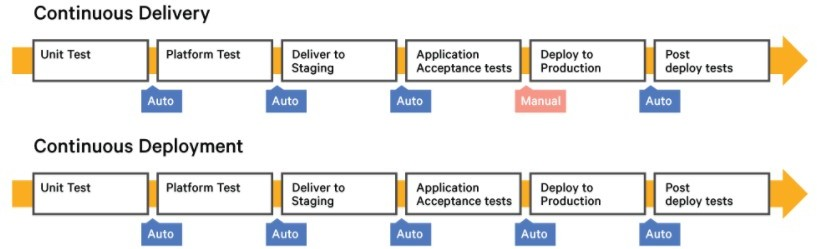 Continuous Delivery
Unit Test
Platform Test
Deliver to
Staging
Application
Acceptance tests
Deploy to
Production
Post
deploy tests
Auto
Auto
Auto
Manual
Auto
Continuous Deployment
Unit Test
Platform Test
Deliver to
Staging
Application
Acceptance tests
Deploy to
Production
Post
deploy tests
Auto
Auto
Auto
Auto
Auto